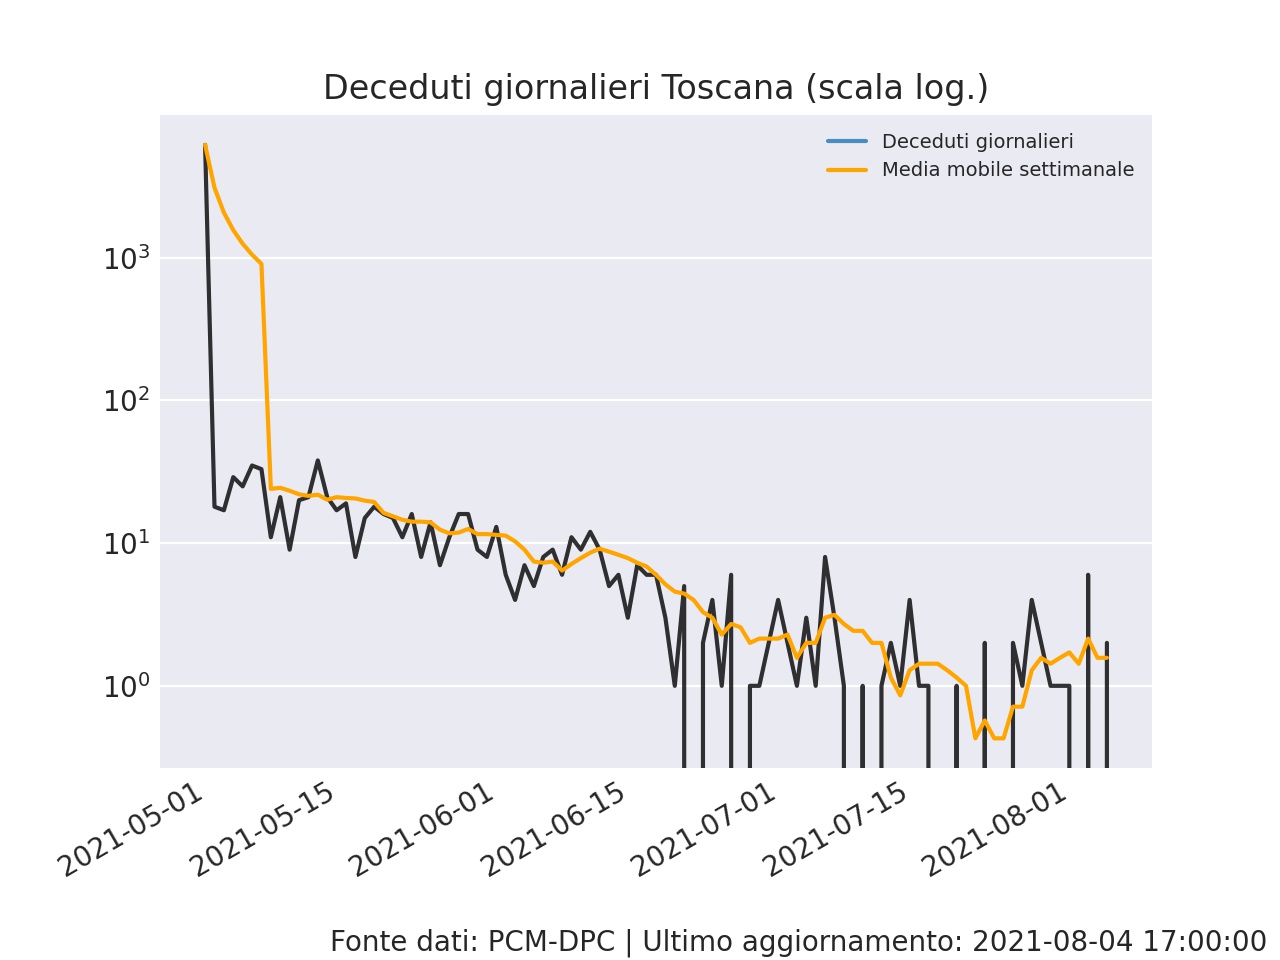 Deceduti giornalieri Toscana (scala log.)
Deceduti giornalieri
Media mobile settimanale
10³
10²
10¹
10⁰
2021-05-01
2021-05-15
2021-06-01
2021-06-15
2021-07-01
2021-07-15
2021-08-01
Fonte dati: PCM-DPC | Ultimo aggiornamento: 2021-08-04 17:00:00